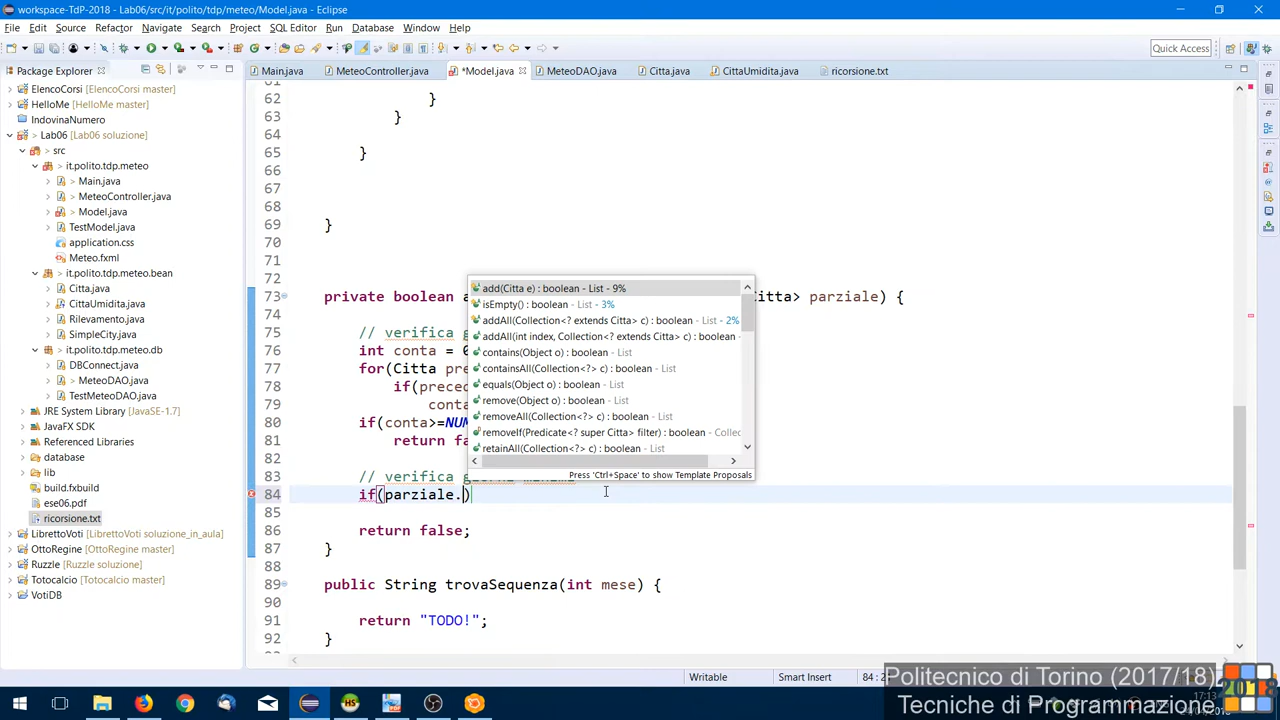 workspace-TdP-2018 - Lab06/src/it/polito/tdp/meteo/Model.java - Eclipse
File Edit Source Refactor Navigate Search Project SQL Editor Run Database Window Help
Quick Access
Package Explorer
Main.java MeteoController.java *Model.java MeteoDAO.java Citta.java CittaUmidita.java ricorsione.txt
ElencoCorsi [ElencoCorsi master]
HelloMe [HelloMe master]
IndovinaNumero
> Lab06 [Lab06 soluzione]
> src
> it.polito.tdp.meteo
> Main.java
> MeteoController.java
> Model.java
TestModel.java
application.css
Meteo.fxml
> it.polito.tdp.meteo.bean
Citta.java
CittaUmidita.java
Rilevamento.java
SimpleCity.java
> it.polito.tdp.meteo.db
DBConnect.java
> MeteoDAO.java
TestMeteoDAO.java
JRE System Library [JavaSE-1.7]
JavaFX SDK
Referenced Libraries
database
lib
build.fxbuild
ese06.pdf
ricorsione.txt
LibrettoVoti [LibrettoVoti soluzione_in_aula]
OttoRegine [OttoRegine master]
Ruzzle [Ruzzle soluzione]
Totocalcio [Totocalcio master]
VotiDB
61
62 }
63 }
64
65 }
66
67
68
69 }
70
71
72
73 private boolean a itta> parziale) {
74
75 // verifica g
76 int conta = 0
77 for(Citta pre
78 if(preced
79 conta
80 if(conta>=NUM
81 return fa
82
83 // verifica giorni minimi
84 if(parziale.)
85
86 return false;
87 }
88
89 public String trovaSequenza(int mese) {
90
91 return "TODO!";
92 }
add(Citta e) : boolean - List - 9%
isEmpty() : boolean - List - 3%
addAll(Collection<? extends Citta> c) : boolean - List - 2%
addAll(int index, Collection<? extends Citta> c) : boolean
contains(Object o) : boolean - List
containsAll(Collection<?> c) : boolean - List
equals(Object o) : boolean - List
remove(Object o) : boolean - List
removeAll(Collection<?> c) : boolean - List
removeIf(Predicate<? super Citta> filter) : boolean - Collec
retainAll(Collection<?> c) : boolean - List
Press 'Ctrl+Space' to show Template Proposals
Writable Smart Insert 84 : 2
Politecnico di Torino (2017/18)
Tecniche di Programmazione
2018
17:13